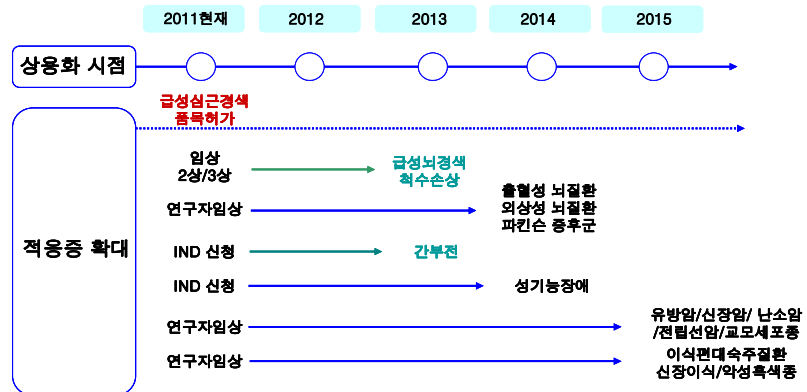 2011현재
2012
2013
2014
2015
상용화 시점
급성심근경색
품목허가
적응증 확대
임상
2상/3상
급성뇌경색
척수손상
연구자임상
출혈성 뇌질환
외상성 뇌질환
파킨슨 증후군
IND 신청
간부전
IND 신청
성기능장애
연구자임상
유방암/신장암/ 난소암
/전립선암/교모세포종
연구자임상
이식편대숙주질환
신장이식/악성흑색종